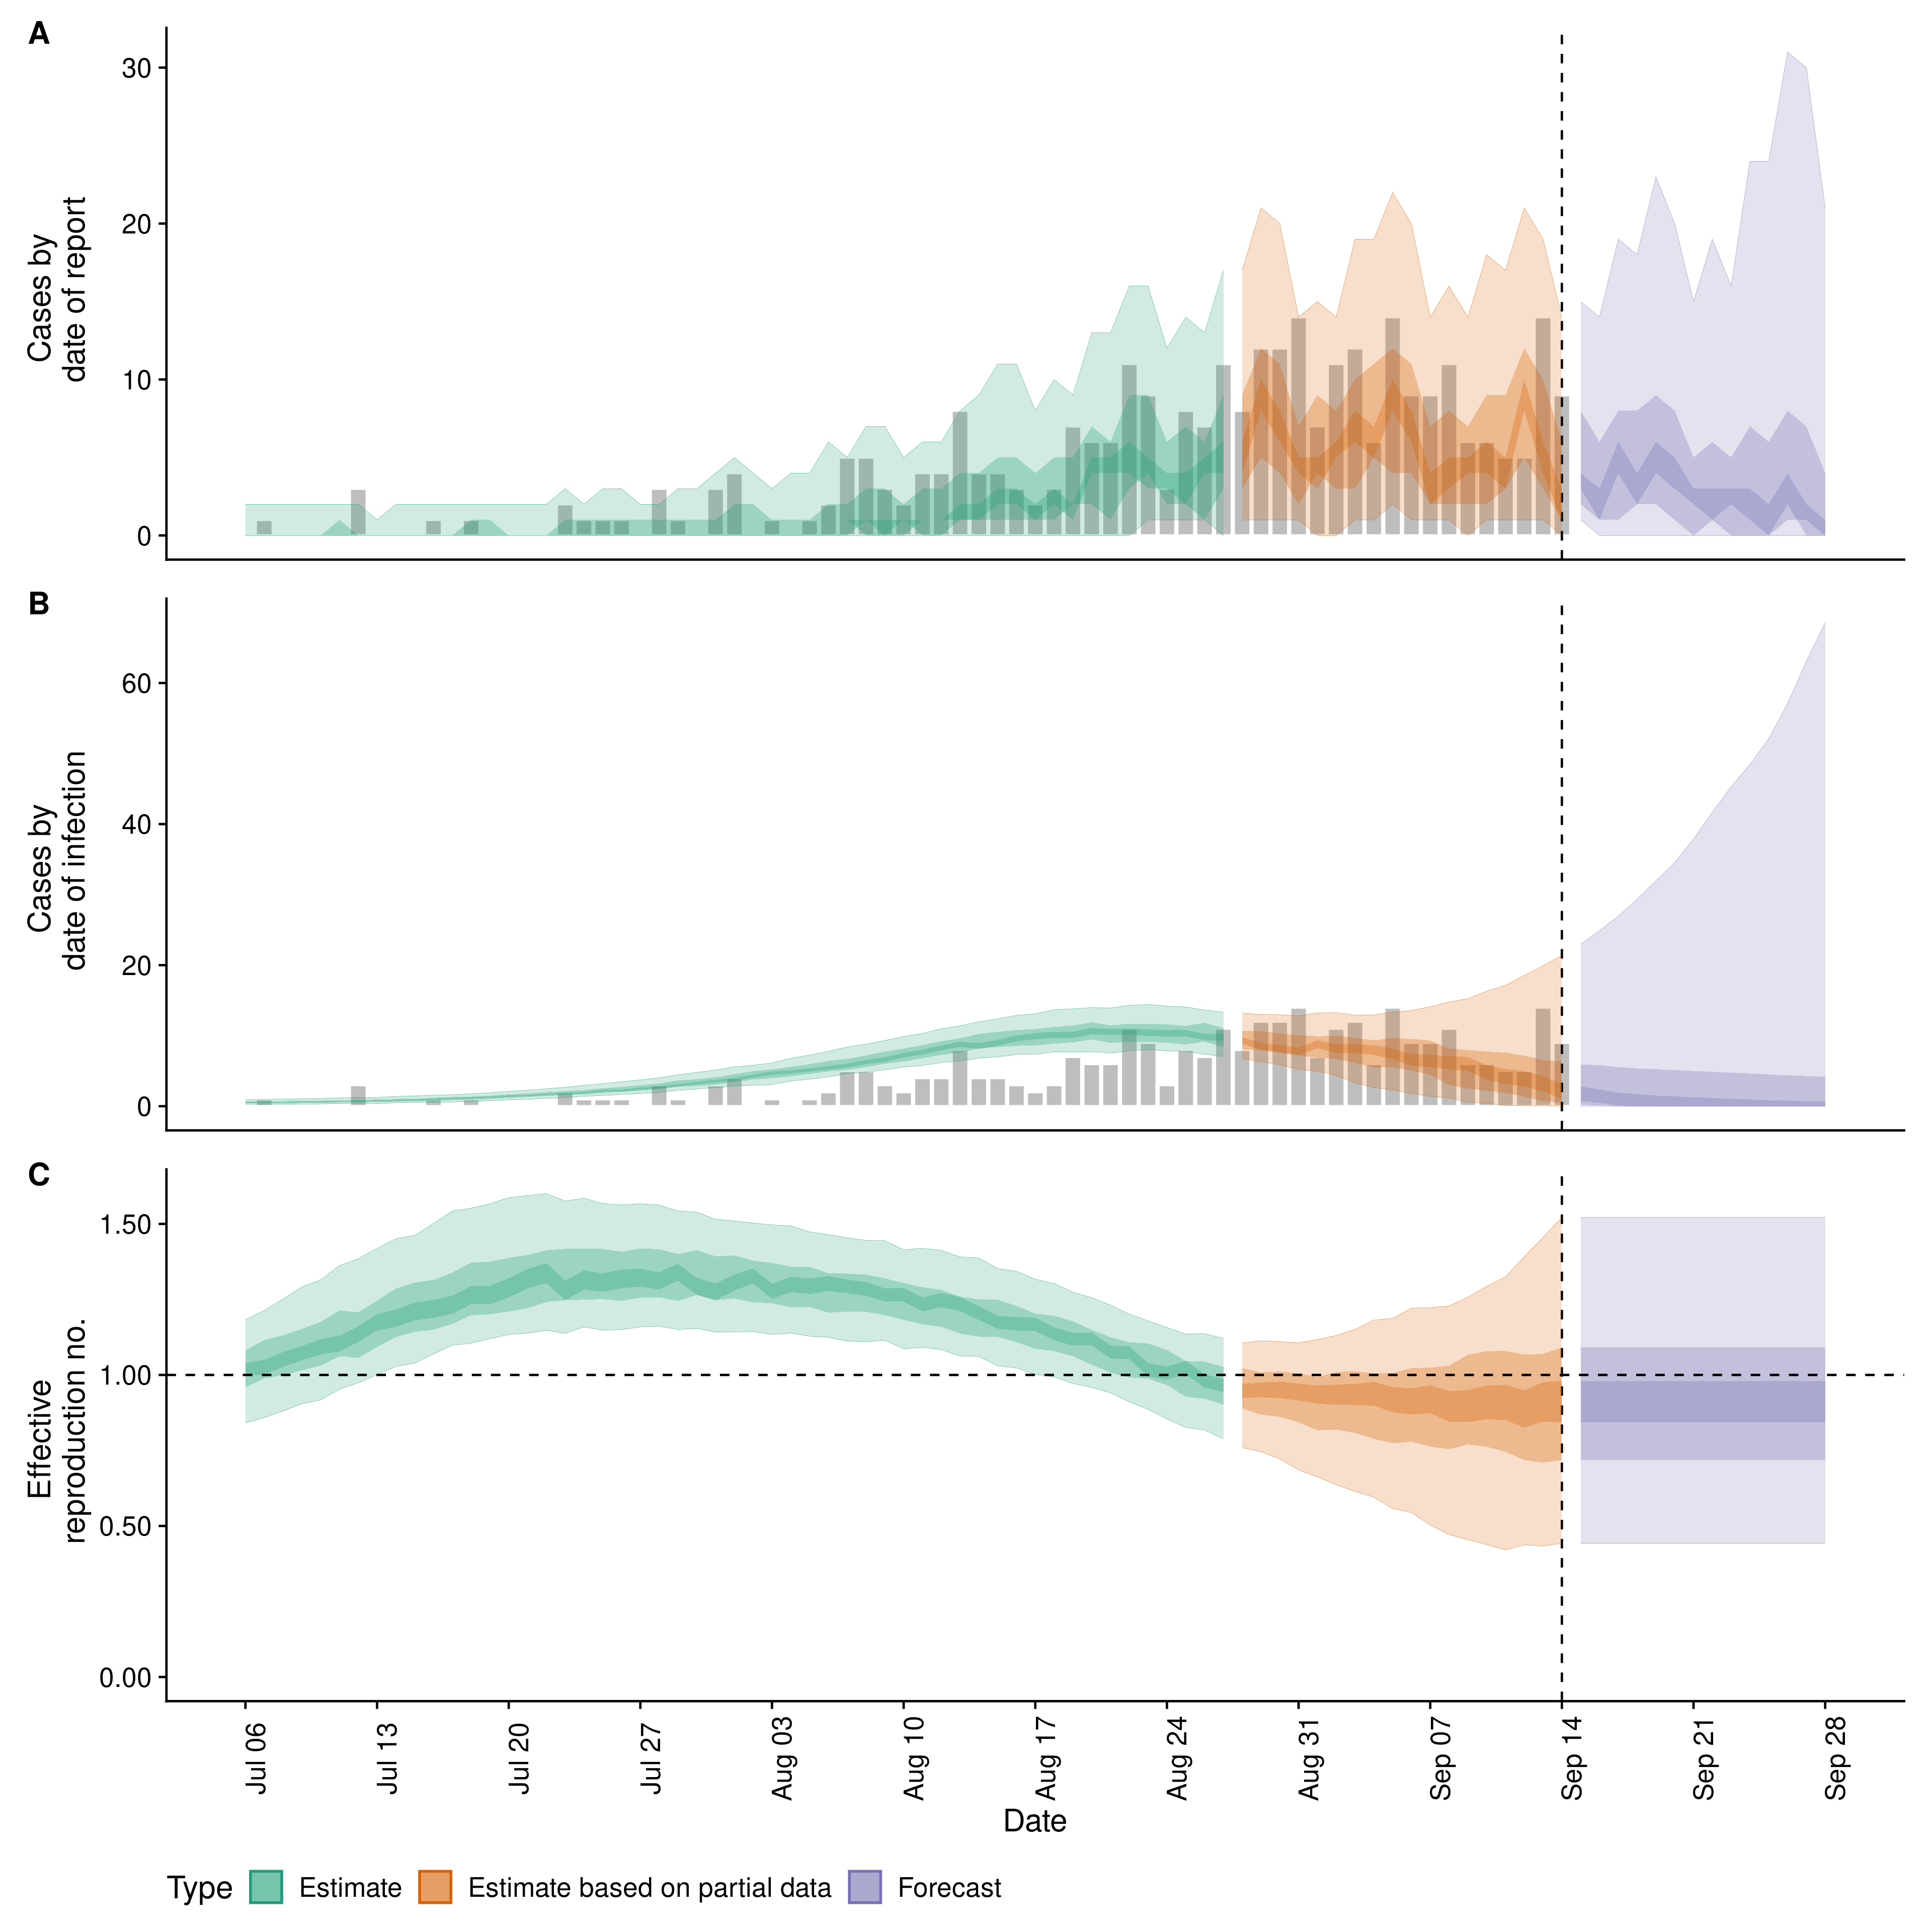 A
Cases by
date of report
30
20
10
0
B
Cases by
date of infection
60
40
20
0
C
Effective
reproduction no.
1.50
1.00
0.50
0.00
Jul 06
Jul 13
Jul 20
Jul 27
Aug 03
Aug 10
Aug 17
Aug 24
Aug 31
Sep 07
Sep 14
Sep 21
Sep 28
Date
Type Estimate Estimate based on partial data Forecast